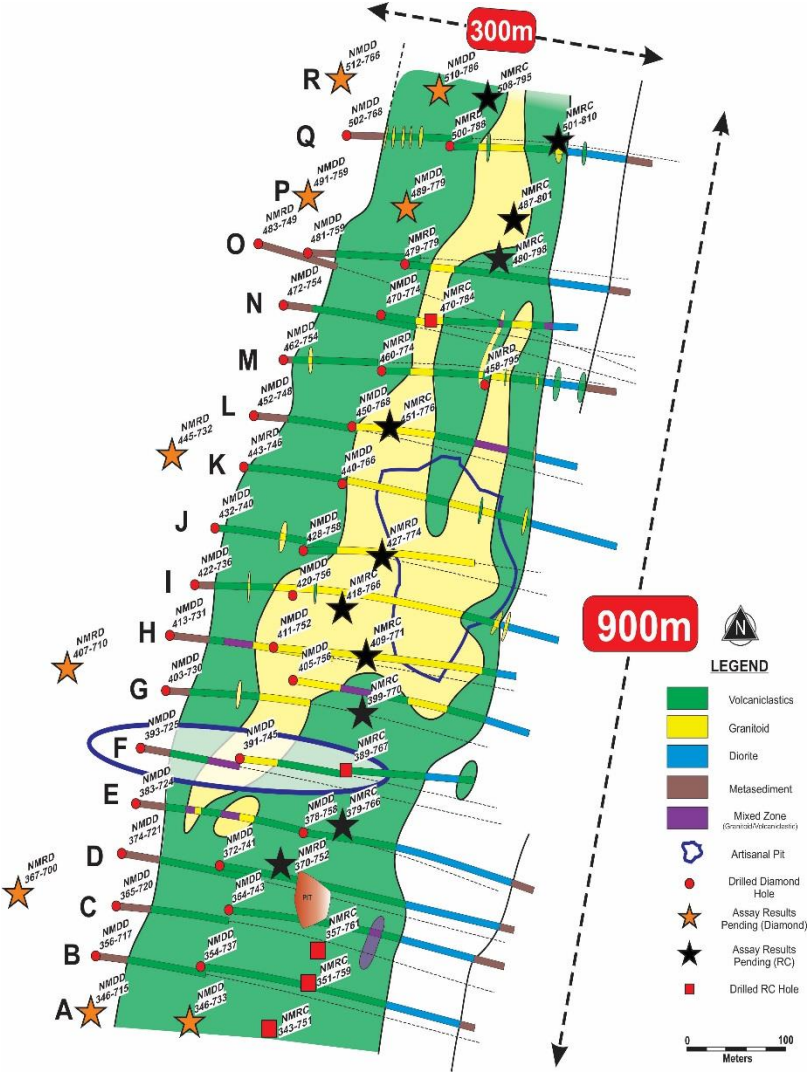 300m
NMDD
512-766
R
NMDD
510-786
NMRC
508-795
NMDD
502-768
Q
NMRD
500-788
NMRC
501-810
NMDD
491-759
P
NMDD
489-779
NMRC
487-801
NMRD
483-749
O
NMDD
481-759
NMRD
479-779
NMRC
480-798
NMDD
472-754
N
NMDD
470-774
NMRC
470-784
NMDD
462-754
M
NMRD
460-774
NMRD
458-795
NMDD
452-748
L
NMDD
450-768
NMRC
451-776
NMRD
445-732
NMRD
443-746
K
NMDD
440-766
NMDD
432-740
J
NMRD
428-758
NMRD
427-774
NMDD
422-736
I
NMDD
420-756
NMRC
418-766
NMDD
413-731
H
NMDD
411-752
NMRC
409-771
NMRD
407-710
NMDD
405-756
NMDD
403-730
G
NMRC
399-770
NMDD
393-725
F
NMDD
391-745
NMRC
389-767
NMDD
383-724
E
NMDD
378-758
NMRC
379-766
NMDD
374-721
D
NMDD
372-741
NMRD
370-752
NMRD
367-700
NMDD
365-720
C
NMDD
364-743
PIT
NMRC
357-761
NMDD
356-717
B
NMDD
354-737
NMRC
351-759
NMDD
346-715
A
NMDD
346-733
NMRC
343-751
900m
N
LEGEND
Volcaniclastics
Granitoid
Diorite
Metasediment
Mixed Zone
(Granitoid/Volcaniclastic)
Artisanal Pit
Drilled Diamond
Hole
Assay Results
Pending (Diamond)
Assay Results
Pending (RC)
Drilled RC Hole
0
100
Meters